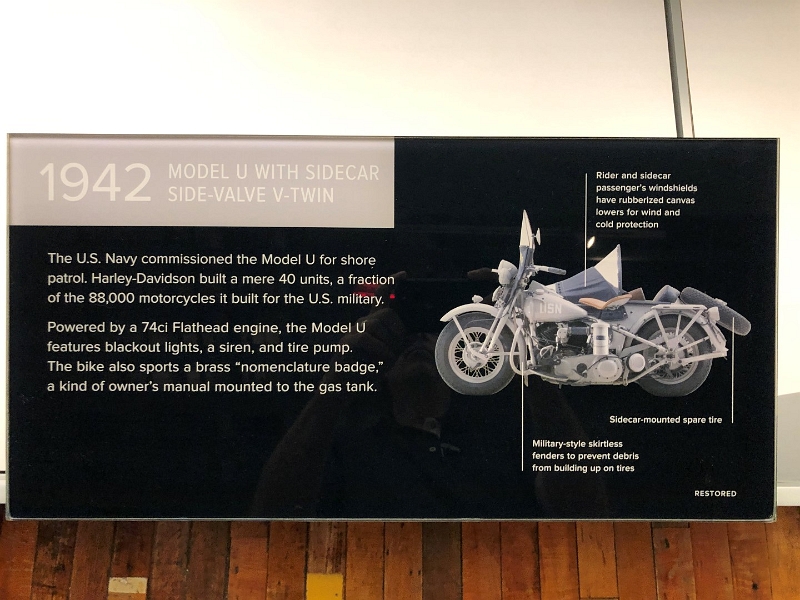 1942
MODEL U WITH SIDECAR
SIDE-VALVE V-TWIN
The U.S. Navy commissioned the Model U for shore
patrol. Harley-Davidson built a mere 40 units, a fraction
of the 88,000 motorcycles it built for the U.S. military.
Powered by a 74ci Flathead engine, the Model U
features blackout lights, a siren, and tire pump.
The bike also sports a brass “nomenclature badge,”
a kind of owner’s manual mounted to the gas tank.
Rider and sidecar
passenger’s windshields
have rubberized canvas
lowers for wind and
cold protection
USN
Sidecar-mounted spare tire
Military-style skirtless
fenders to prevent debris
from building up on tires
RESTORED